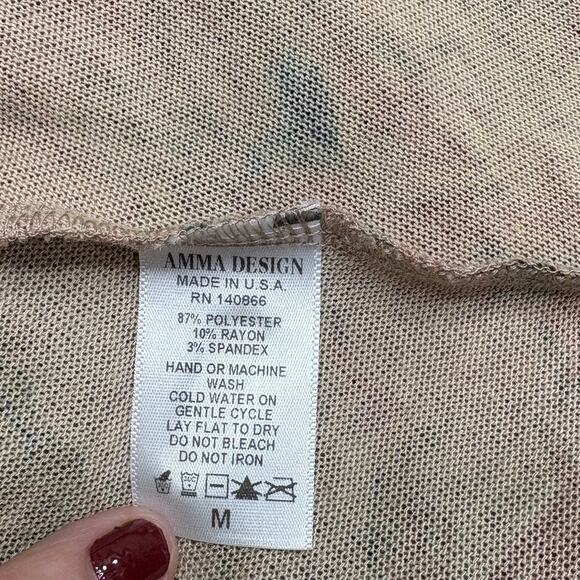 AMMA DESIGN
MADE IN U.S.A.
RN 140866
87% POLYESTER
10% RAYON
3% SPANDEX
HAND OR MACHINE
WASH
COLD WATER ON
GENTLE CYCLE
LAY FLAT TO DRY
DO NOT BLEACH
DO NOT IRON
M